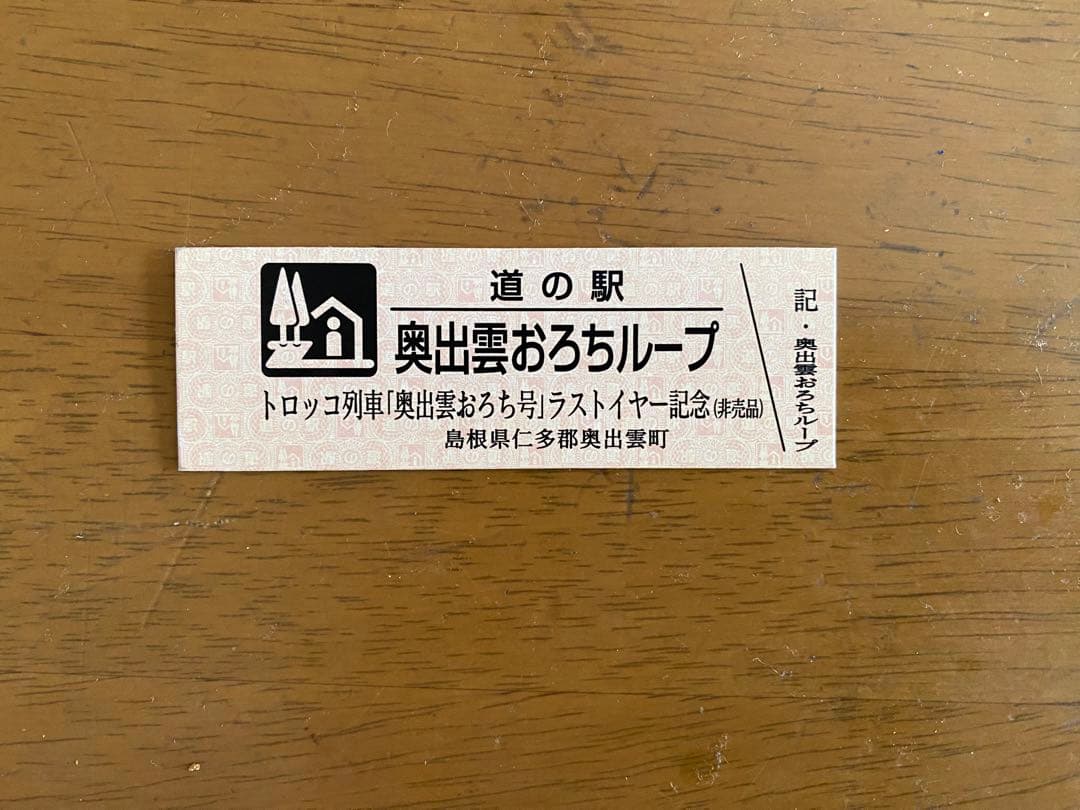 道の駅
奥出雲おろちループ
トロッコ列車「奥出雲おろち号」ラストイヤー記念(非売品)
島根県仁多郡奥出雲町
記・奥出雲おろちループ